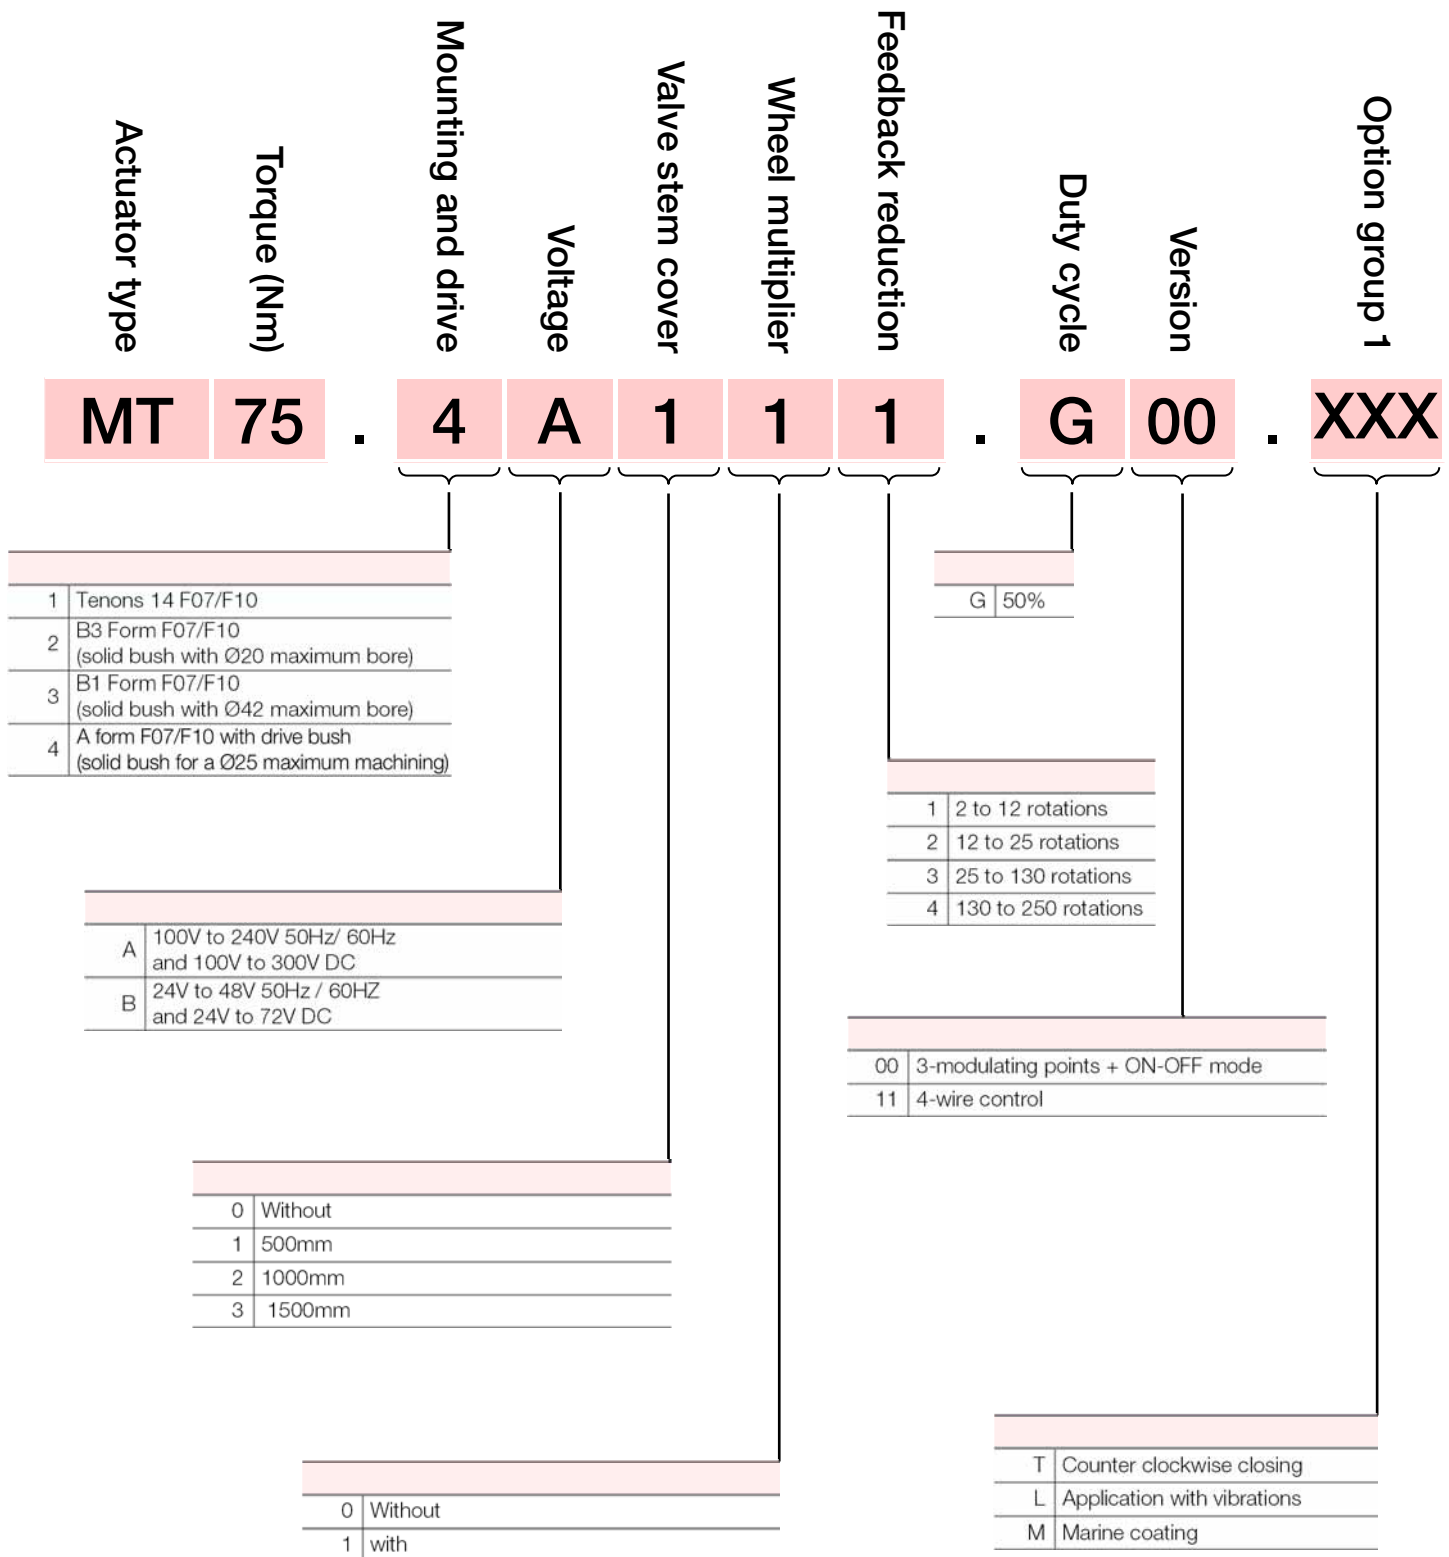 Actuator type
Torque (Nm)
Mounting and drive
Voltage
Valve stem cover
Wheel multiplier
Feedback reduction
Duty cycle
Version
Option group 1
MT 75 . 4 A 1 1 1 . G 00 . XXX
1 Tenons 14 F07/F10
2 B3 Form F07/F10
(solid bush with Ø20 maximum bore)
3 B1 Form F07/F10
(solid bush with Ø42 maximum bore)
4 A form F07/F10 with drive bush
(solid bush for a Ø25 maximum machining)
G 50%
1 2 to 12 rotations
2 12 to 25 rotations
3 25 to 130 rotations
4 130 to 250 rotations
A 100V to 240V 50Hz/ 60Hz
and 100V to 300V DC
B 24V to 48V 50Hz / 60HZ
and 24V to 72V DC
00 3-modulating points + ON-OFF mode
11 4-wire control
0 Without
1 500mm
2 1000mm
3 1500mm
T Counter clockwise closing
L Application with vibrations
M Marine coating
0 Without
1 with